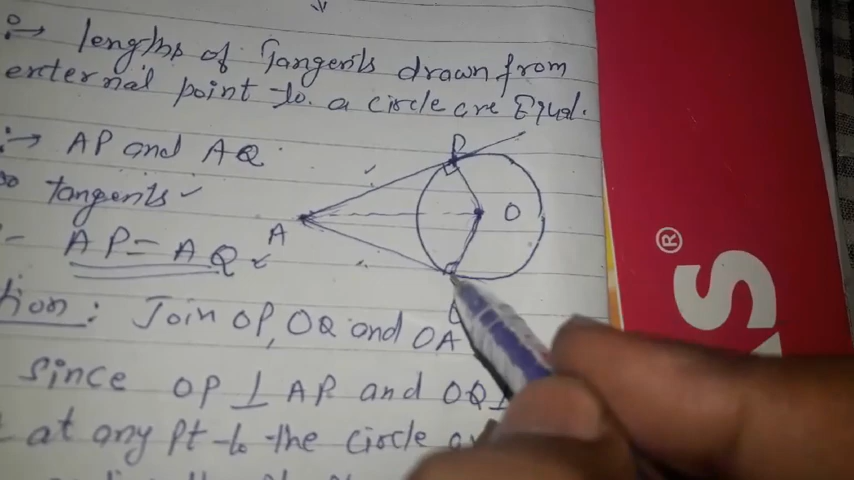 lengths of Tangents drawn from
external point to a circle are Equal.
AP and AQ
tangents
AP = AQ
P
O
A
Q
tion: Join OP, OQ and OA
Since OP ⊥ AP and OQ ⊥
at any Pt to the circle
®
S